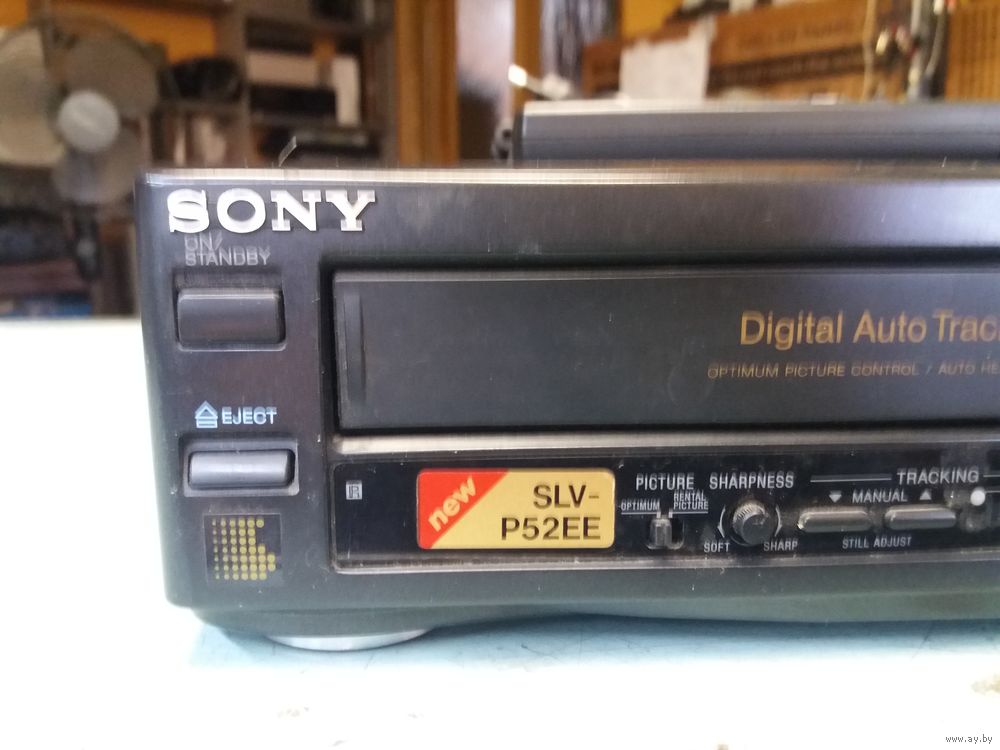 SONY
ON/
STANDBY
Digital Auto Trac
OPTIMUM PICTURE CONTROL / AUTO HE
EJECT
new
SLV-
P52EE
PICTURE
OPTIMUM
RENTAL
PICTURE
SHARPNESS
SOFT
SHARP
TRACKING
MANUAL
STILL ADJUST
www.ay.by